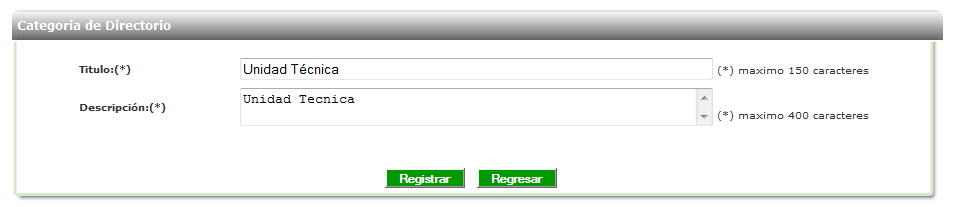 Categoria de Directorio
Titulo:(*) Unidad Técnica (*) maximo 150 caracteres
Descripción:(*) Unidad Tecnica (*) maximo 400 caracteres
Registrar Regresar